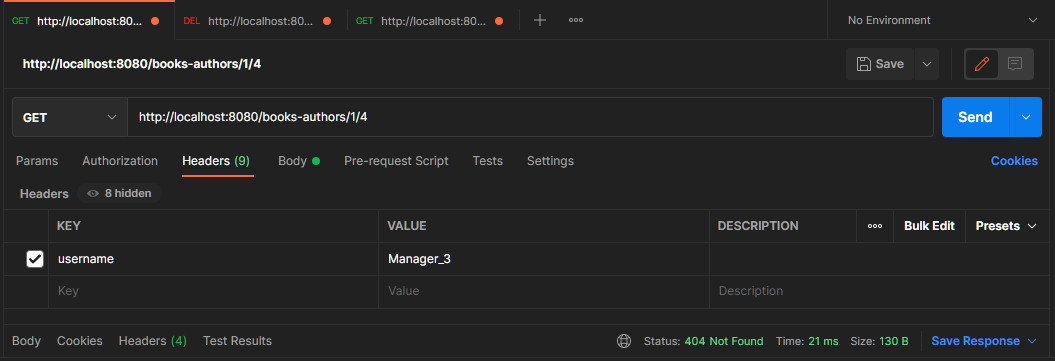 GET http://localhost:80... DEL http://localhost:80... GET http://localhost:80... + ooo No Environment
http://localhost:8080/books-authors/1/4 Save
GET http://localhost:8080/books-authors/1/4 Send
Params Authorization Headers (9) Body Pre-request Script Tests Settings Cookies
Headers 8 hidden
KEY VALUE DESCRIPTION ooo Bulk Edit Presets
username Manager_3
Key Value Description
Body Cookies Headers (4) Test Results Status: 404 Not Found Time: 21 ms Size: 130 B Save Response